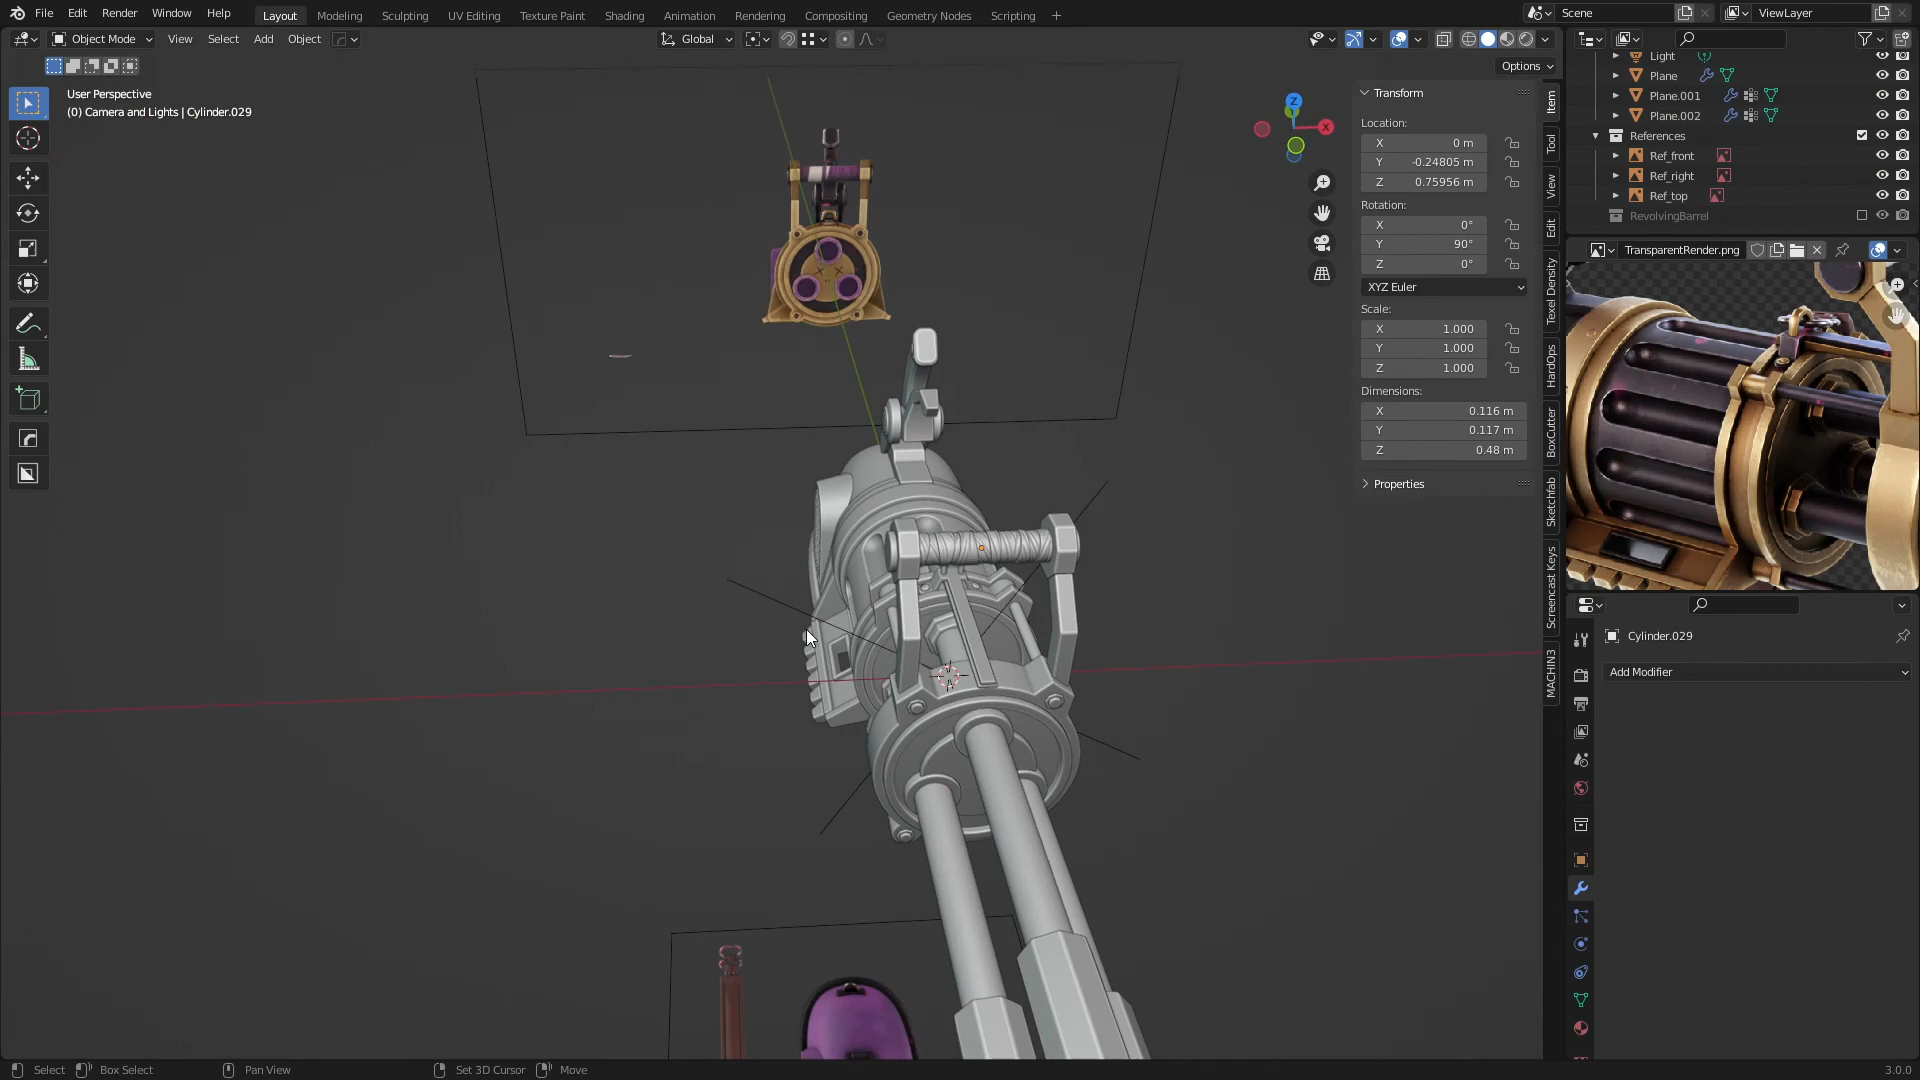 File Edit Render Window Help Layout Modeling Sculpting UV Editing Texture Paint Shading Animation Rendering Compositing Geometry Nodes Scripting + Scene ViewLayer
Object Mode View Select Add Object Global
Options
User Perspective
(0) Camera and Lights | Cylinder.029
Transform
Location:
X 0 m
Y -0.24805 m
Z 0.75956 m
Rotation:
X 0°
Y 90°
Z 0°
XYZ Euler
Scale:
X 1.000
Y 1.000
Z 1.000
Dimensions:
X 0.116 m
Y 0.117 m
Z 0.48 m
Properties
Z
X
Item
Tool
View
Edit
Texel Density
HardOps
BoxCutter
Sketchfab
Screencast Keys
MACHIN3
Light
Plane
Plane.001
Plane.002
References
Ref_front
Ref_right
Ref_top
RevolvingBarrel
TransparentRender.png
Cylinder.029
Add Modifier
Select Box Select Pan View Set 3D Cursor Move 3.0.0